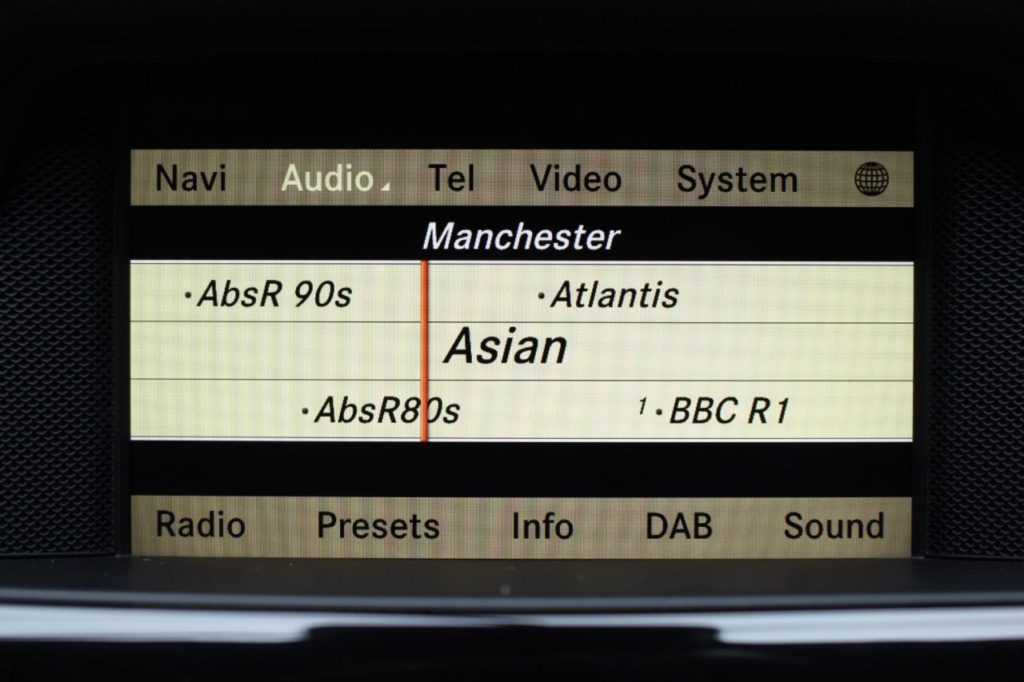 Navi Audio Tel Video System
Manchester
·AbsR 90s ·Atlantis
Asian
·AbsR80s 1·BBC R1
Radio Presets Info DAB Sound